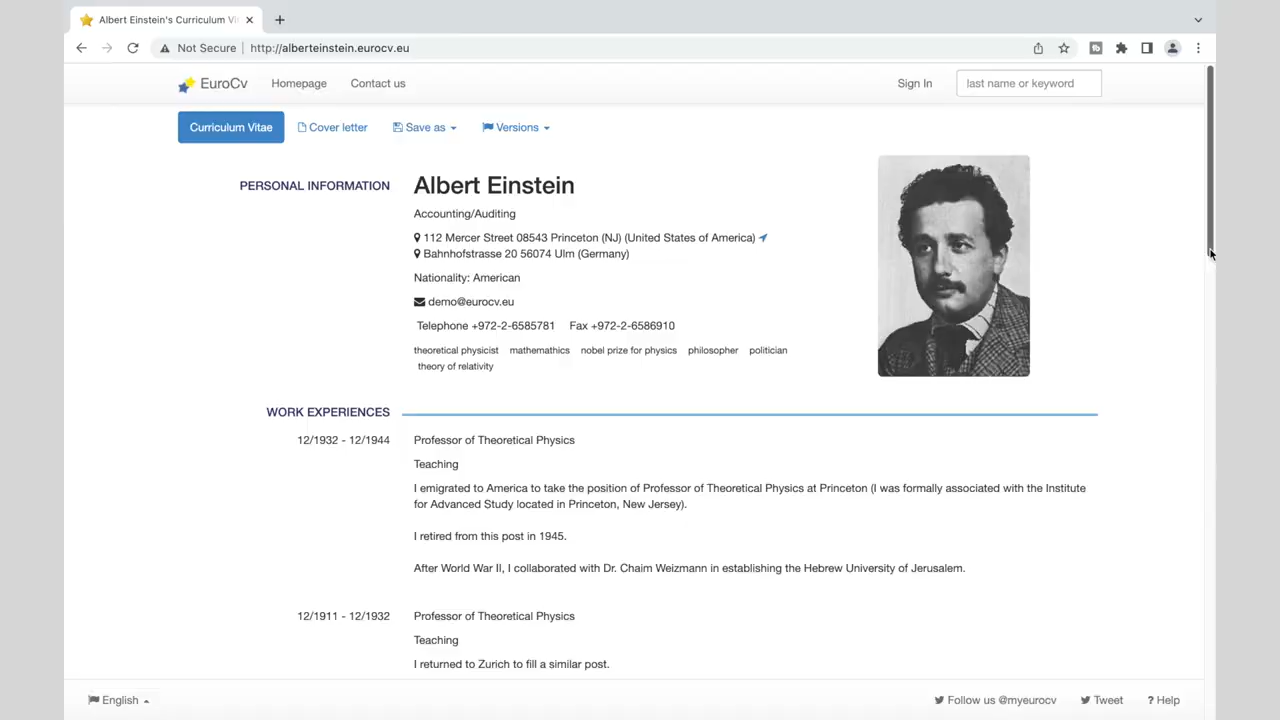 Albert Einstein's Curriculum Vi
Not Secure http://alberteinstein.eurocv.eu
EuroCv Homepage Contact us Sign In last name or keyword
Curriculum Vitae Cover letter Save as Versions
PERSONAL INFORMATION Albert Einstein
Accounting/Auditing
112 Mercer Street 08543 Princeton (NJ) (United States of America)
Bahnhofstrasse 20 56074 Ulm (Germany)
Nationality: American
demo@eurocv.eu
Telephone +972-2-6585781 Fax +972-2-6586910
theoretical physicist mathemathics nobel prize for physics philosopher politician
theory of relativity
WORK EXPERIENCES
12/1932 - 12/1944 Professor of Theoretical Physics
Teaching
I emigrated to America to take the position of Professor of Theoretical Physics at Princeton (I was formally associated with the Institute
for Advanced Study located in Princeton, New Jersey).
I retired from this post in 1945.
After World War II, I collaborated with Dr. Chaim Weizmann in establishing the Hebrew University of Jerusalem.
12/1911 - 12/1932 Professor of Theoretical Physics
Teaching
I returned to Zurich to fill a similar post.
English Follow us @myeurocv Tweet ? Help